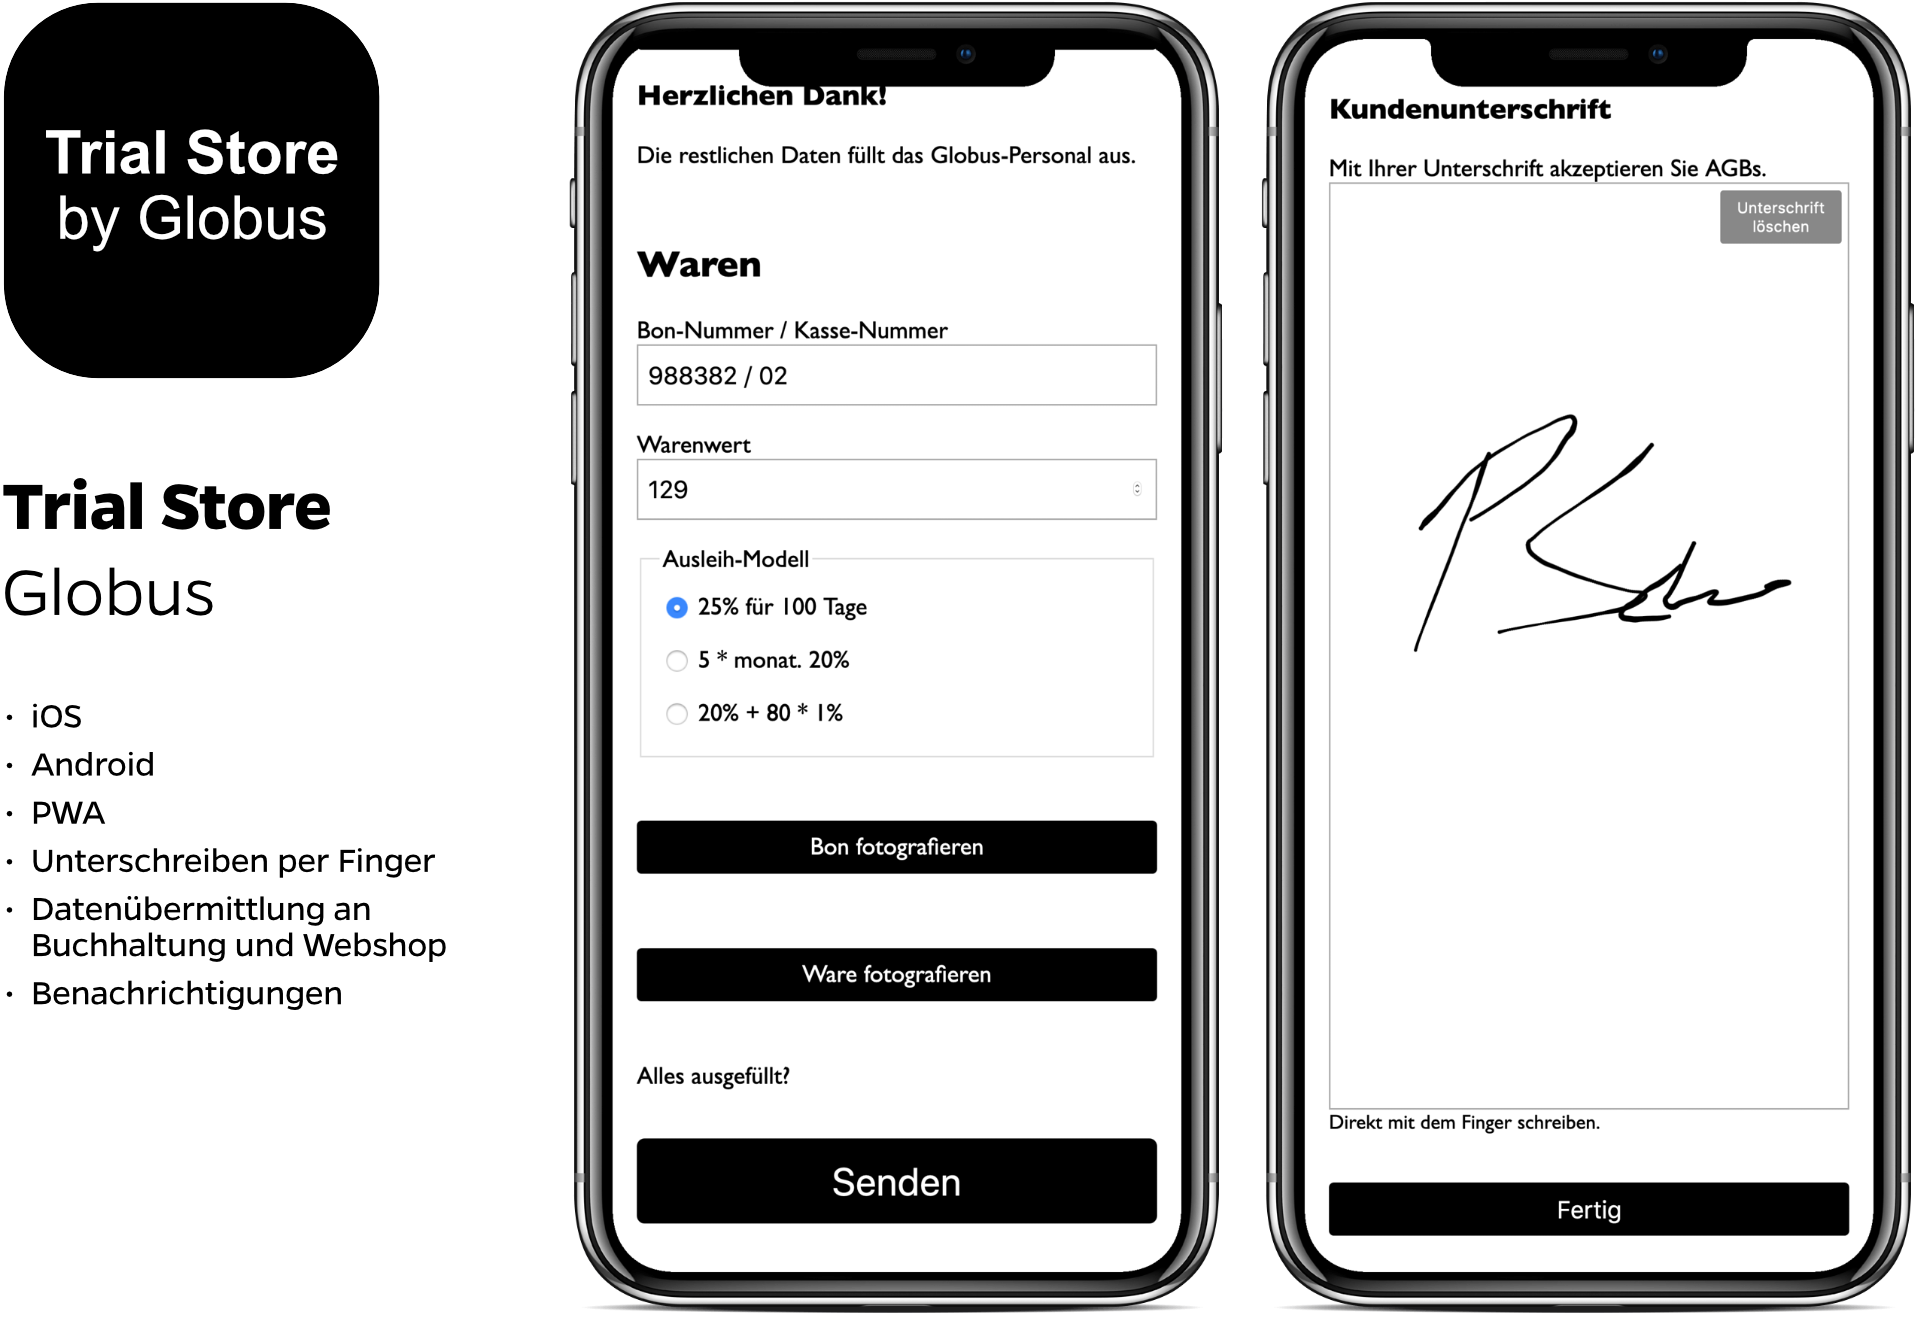 Trial Store
by Globus
Trial Store
Globus
· iOS
· Android
· PWA
· Unterschreiben per Finger
· Datenübermittlung an
Buchhaltung und Webshop
· Benachrichtigungen
Herzlichen Dank!
Die restlichen Daten füllt das Globus-Personal aus.
Waren
Bon-Nummer / Kasse-Nummer
988382 / 02
Warenwert
129
Ausleih-Modell
25% für 100 Tage
5 * monat. 20%
20% + 80 * 1%
Bon fotografieren
Ware fotografieren
Alles ausgefüllt?
Senden
Kundenunterschrift
Mit Ihrer Unterschrift akzeptieren Sie AGBs.
Unterschrift
löschen
Direkt mit dem Finger schreiben.
Fertig